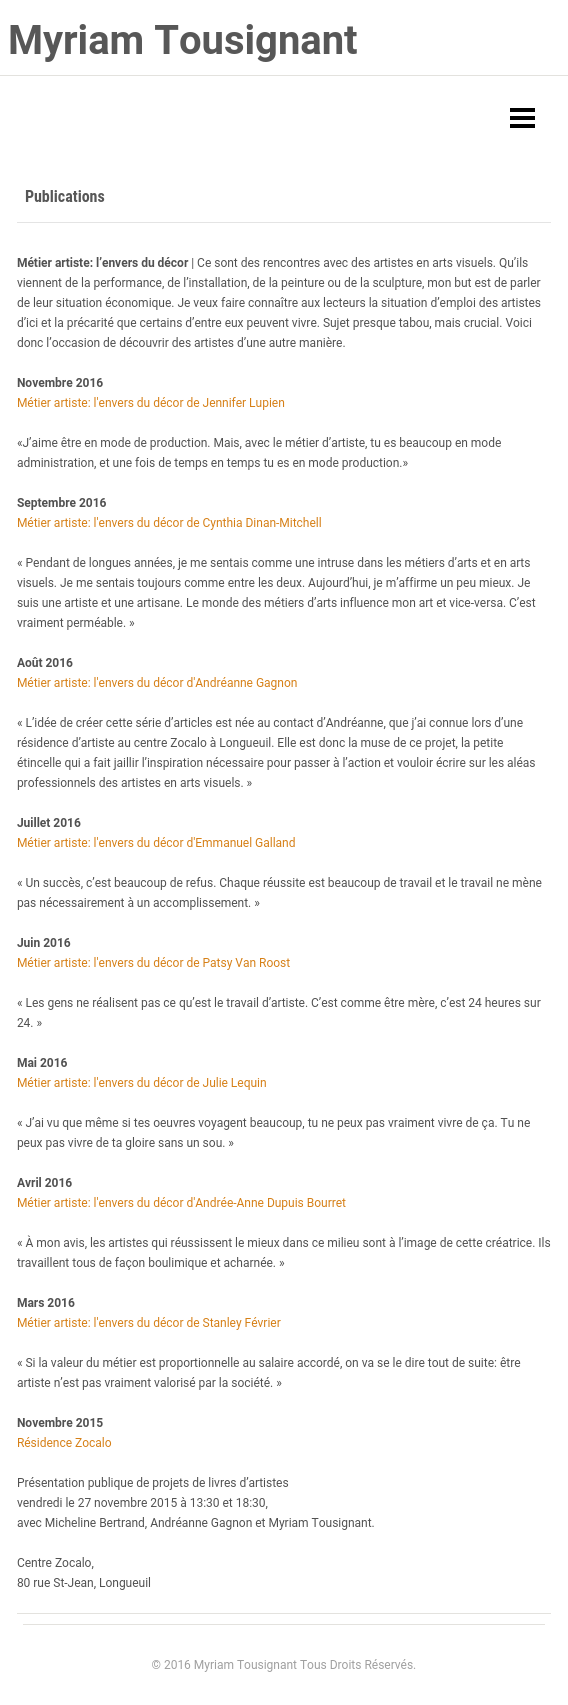 Myriam Tousignant
Publications
Métier artiste: l’envers du décor | Ce sont des rencontres avec des artistes en arts visuels. Qu’ils
viennent de la performance, de l’installation, de la peinture ou de la sculpture, mon but est de parler
de leur situation économique. Je veux faire connaître aux lecteurs la situation d’emploi des artistes
d’ici et la précarité que certains d’entre eux peuvent vivre. Sujet presque tabou, mais crucial. Voici
donc l’occasion de découvrir des artistes d’une autre manière.
Novembre 2016
Métier artiste: l'envers du décor de Jennifer Lupien
«J’aime être en mode de production. Mais, avec le métier d’artiste, tu es beaucoup en mode
administration, et une fois de temps en temps tu es en mode production.»
Septembre 2016
Métier artiste: l'envers du décor de Cynthia Dinan-Mitchell
« Pendant de longues années, je me sentais comme une intruse dans les métiers d’arts et en arts
visuels. Je me sentais toujours comme entre les deux. Aujourd’hui, je m’affirme un peu mieux. Je
suis une artiste et une artisane. Le monde des métiers d’arts influence mon art et vice-versa. C’est
vraiment perméable. »
Août 2016
Métier artiste: l'envers du décor d'Andréanne Gagnon
« L’idée de créer cette série d’articles est née au contact d’Andréanne, que j’ai connue lors d’une
résidence d’artiste au centre Zocalo à Longueuil. Elle est donc la muse de ce projet, la petite
étincelle qui a fait jaillir l’inspiration nécessaire pour passer à l’action et vouloir écrire sur les aléas
professionnels des artistes en arts visuels. »
Juillet 2016
Métier artiste: l'envers du décor d'Emmanuel Galland
« Un succès, c’est beaucoup de refus. Chaque réussite est beaucoup de travail et le travail ne mène
pas nécessairement à un accomplissement. »
Juin 2016
Métier artiste: l'envers du décor de Patsy Van Roost
« Les gens ne réalisent pas ce qu’est le travail d’artiste. C’est comme être mère, c’est 24 heures sur
24. »
Mai 2016
Métier artiste: l'envers du décor de Julie Lequin
« J’ai vu que même si tes oeuvres voyagent beaucoup, tu ne peux pas vraiment vivre de ça. Tu ne
peux pas vivre de ta gloire sans un sou. »
Avril 2016
Métier artiste: l'envers du décor d'Andrée-Anne Dupuis Bourret
« À mon avis, les artistes qui réussissent le mieux dans ce milieu sont à l’image de cette créatrice. Ils
travaillent tous de façon boulimique et acharnée. »
Mars 2016
Métier artiste: l'envers du décor de Stanley Février
« Si la valeur du métier est proportionnelle au salaire accordé, on va se le dire tout de suite: être
artiste n’est pas vraiment valorisé par la société. »
Novembre 2015
Résidence Zocalo
Présentation publique de projets de livres d’artistes
vendredi le 27 novembre 2015 à 13:30 et 18:30,
avec Micheline Bertrand, Andréanne Gagnon et Myriam Tousignant.
Centre Zocalo,
80 rue St-Jean, Longueuil
© 2016 Myriam Tousignant Tous Droits Réservés.